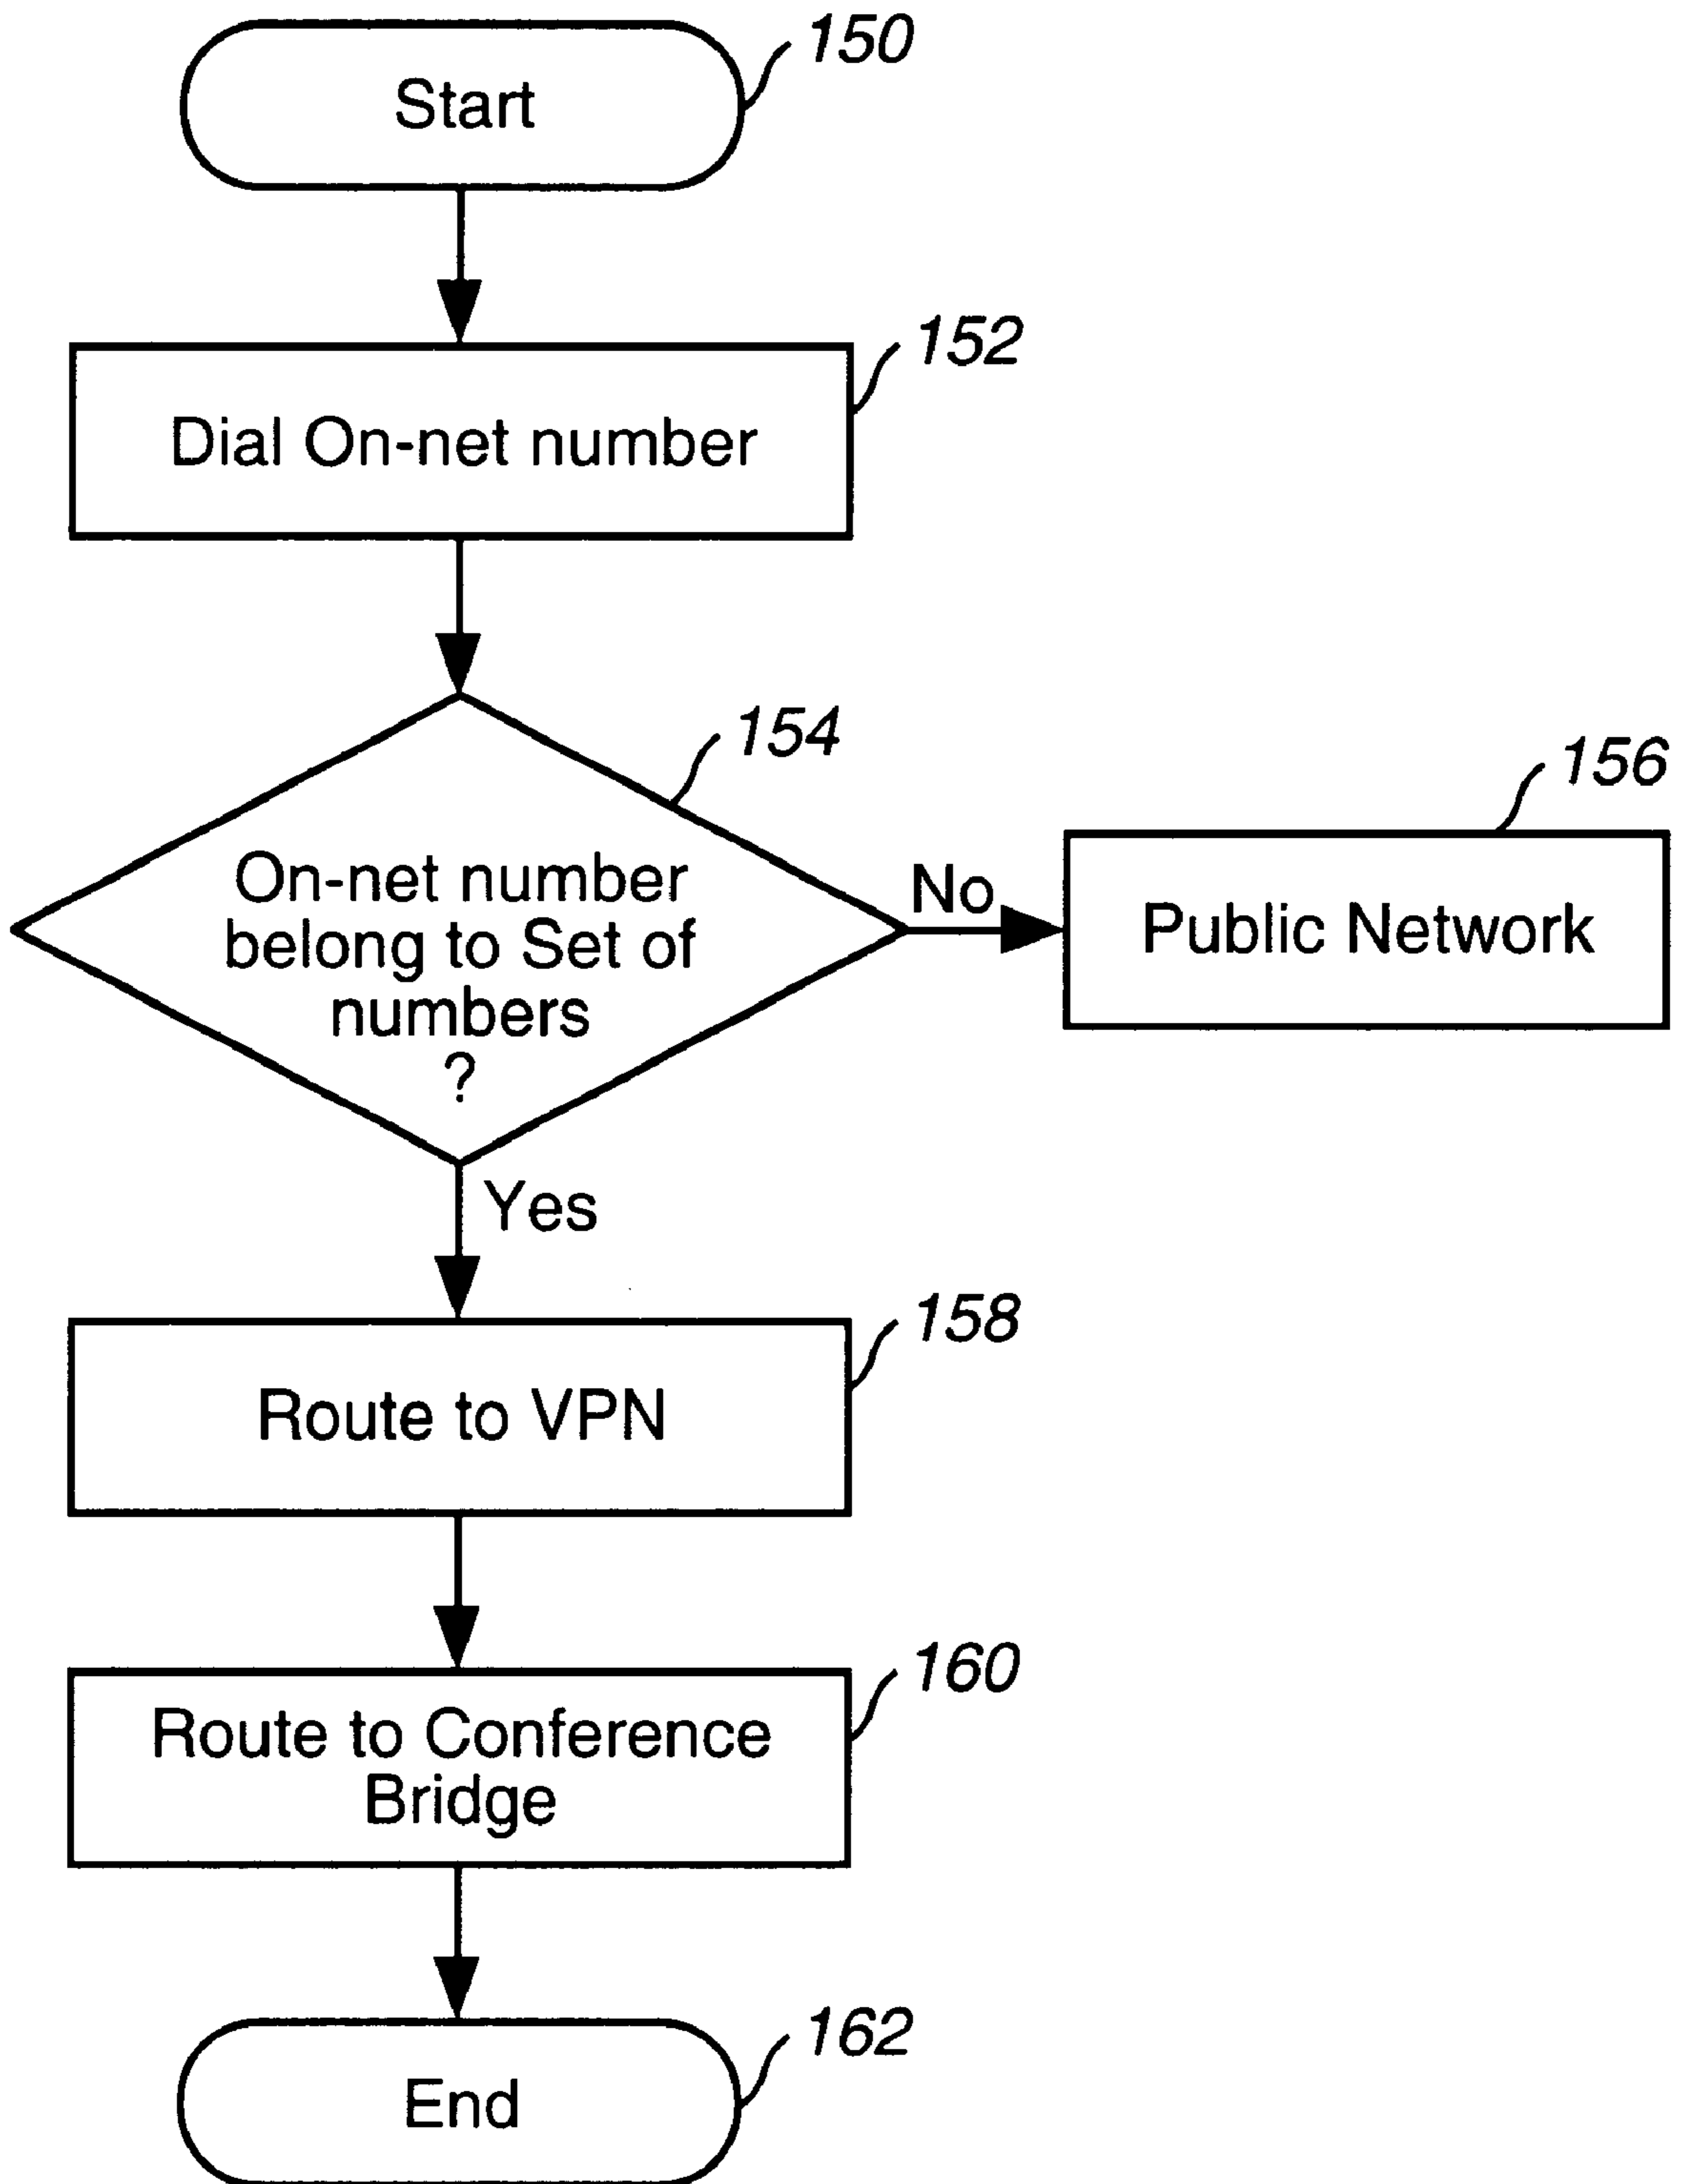 150
Start
152
Dial On-net number
154
On-net number
belong to Set of
numbers
?
No
156
Public Network
Yes
158
Route to VPN
160
Route to Conference
Bridge
162
End